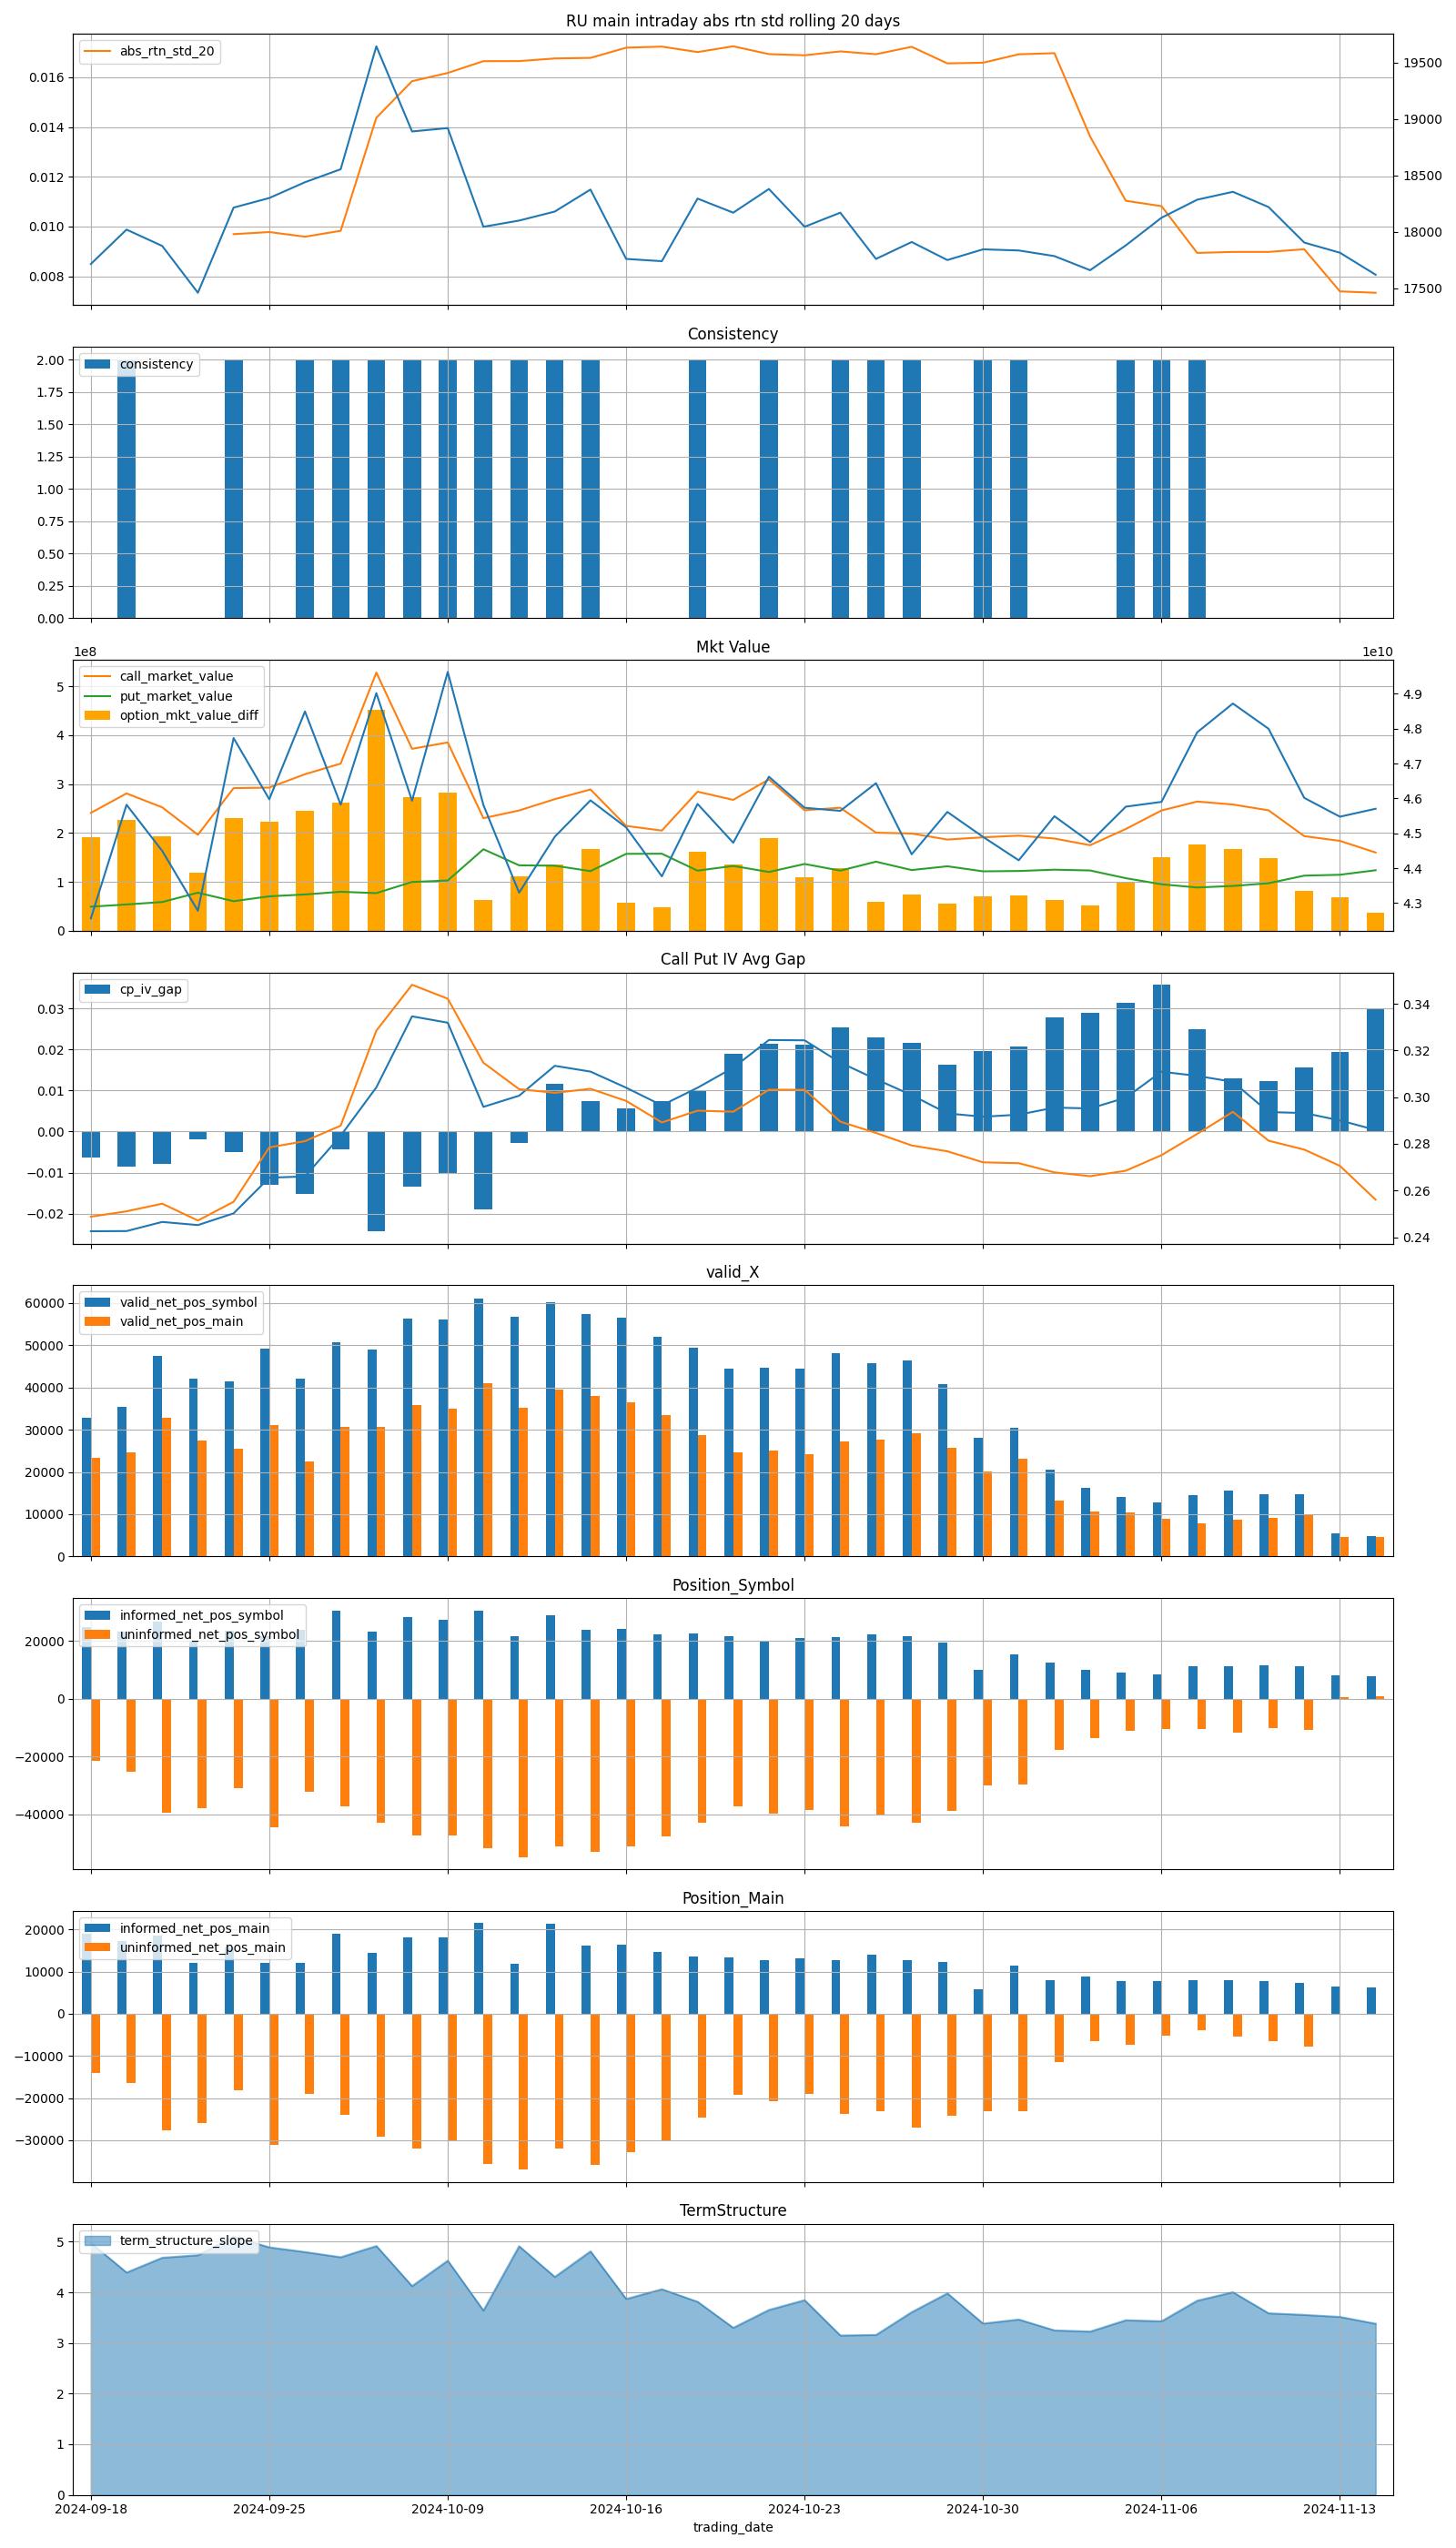 RU main intraday abs rtn std rolling 20 days
abs_rtn_std_20
0.016
0.014
0.012
0.010
0.008
19500
19000
18500
18000
17500
Consistency
consistency
2.00
1.75
1.50
1.25
1.00
0.75
0.50
0.25
0.00
Mkt Value
1e8
1e10
call_market_value
put_market_value
option_mkt_value_diff
5
4
3
2
1
0
4.9
4.8
4.7
4.6
4.5
4.4
4.3
Call Put IV Avg Gap
cp_iv_gap
0.03
0.02
0.01
0.00
−0.01
−0.02
0.34
0.32
0.30
0.28
0.26
0.24
valid_X
valid_net_pos_symbol
valid_net_pos_main
60000
50000
40000
30000
20000
10000
0
Position_Symbol
informed_net_pos_symbol
uninformed_net_pos_symbol
20000
0
−20000
−40000
Position_Main
informed_net_pos_main
uninformed_net_pos_main
20000
10000
0
−10000
−20000
−30000
TermStructure
term_structure_slope
5
4
3
2
1
0
2024-09-18 2024-09-25 2024-10-09 2024-10-16 2024-10-23 2024-10-30 2024-11-06 2024-11-13
trading_date